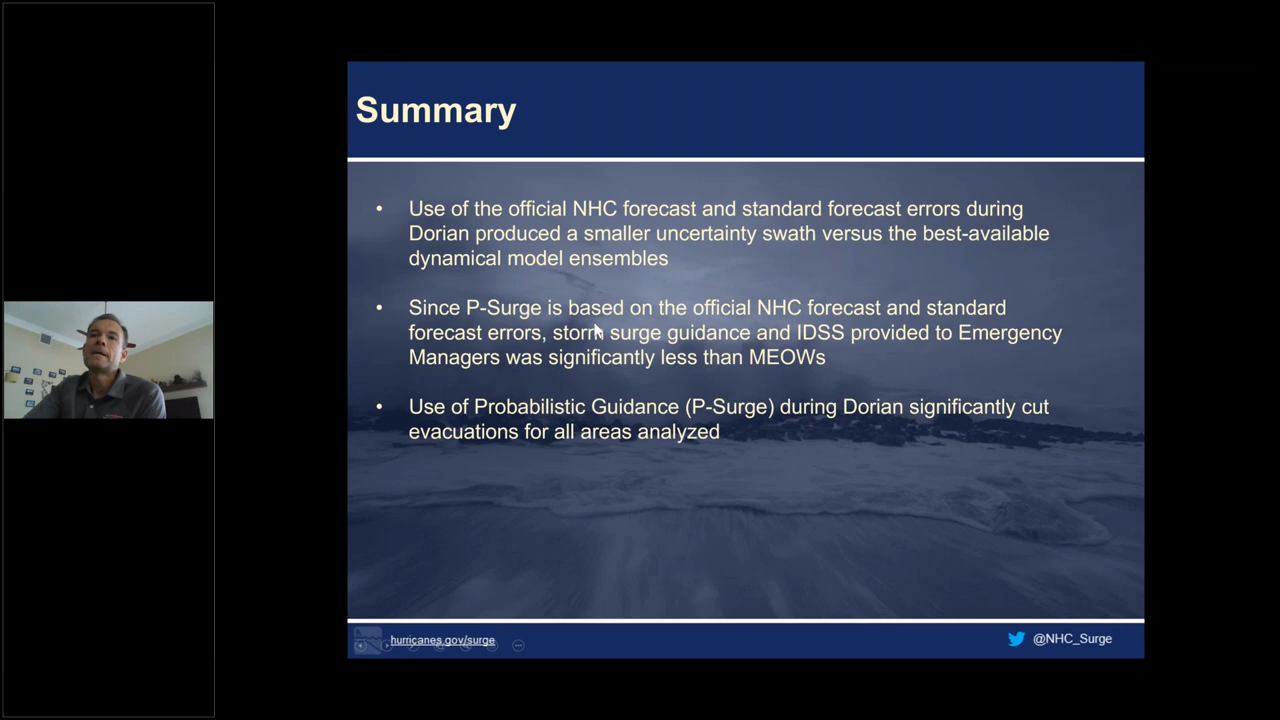 Summary
• Use of the official NHC forecast and standard forecast errors during
Dorian produced a smaller uncertainty swath versus the best-available
dynamical model ensembles
• Since P-Surge is based on the official NHC forecast and standard
forecast errors, storm surge guidance and IDSS provided to Emergency
Managers was significantly less than MEOWs
• Use of Probabilistic Guidance (P-Surge) during Dorian significantly cut
evacuations for all areas analyzed
hurricanes.gov/surge
@NHC_Surge